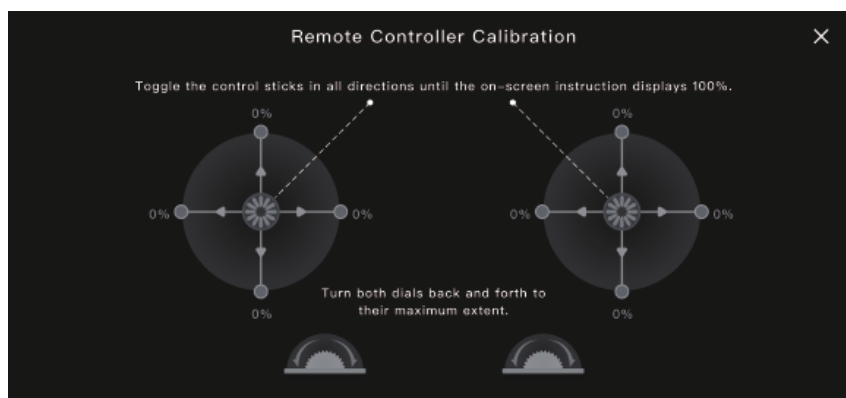 Remote Controller Calibration
Toggle the control sticks in all directions until the on-screen instruction displays 100%.
0%
0%
0%
0%
0%
0%
Turn both dials back and forth to
their maximum extent.
0%
0%